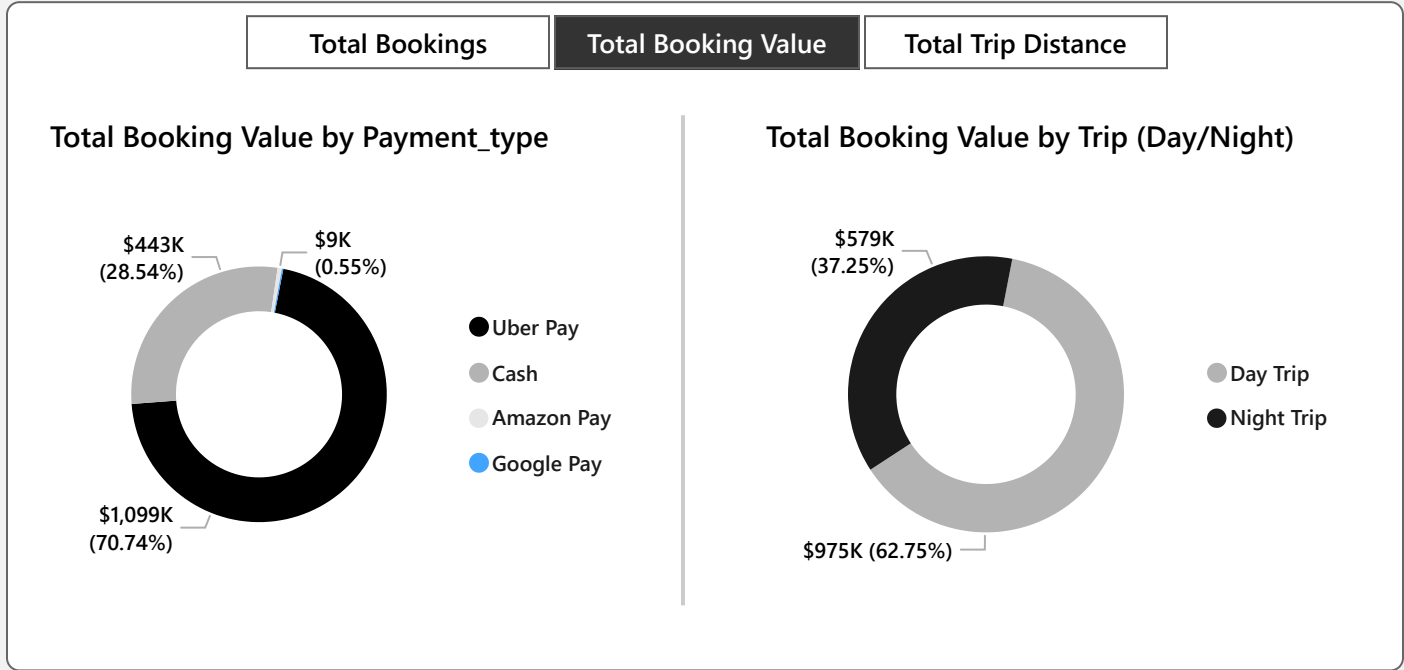 Total Bookings
Total Booking Value
Total Trip Distance
Total Booking Value by Payment_type
$443K
(28.54%)
$9K
(0.55%)
$1,099K
(70.74%)
Uber Pay
Cash
Amazon Pay
Google Pay
Total Booking Value by Trip (Day/Night)
$579K
(37.25%)
$975K (62.75%)
Day Trip
Night Trip